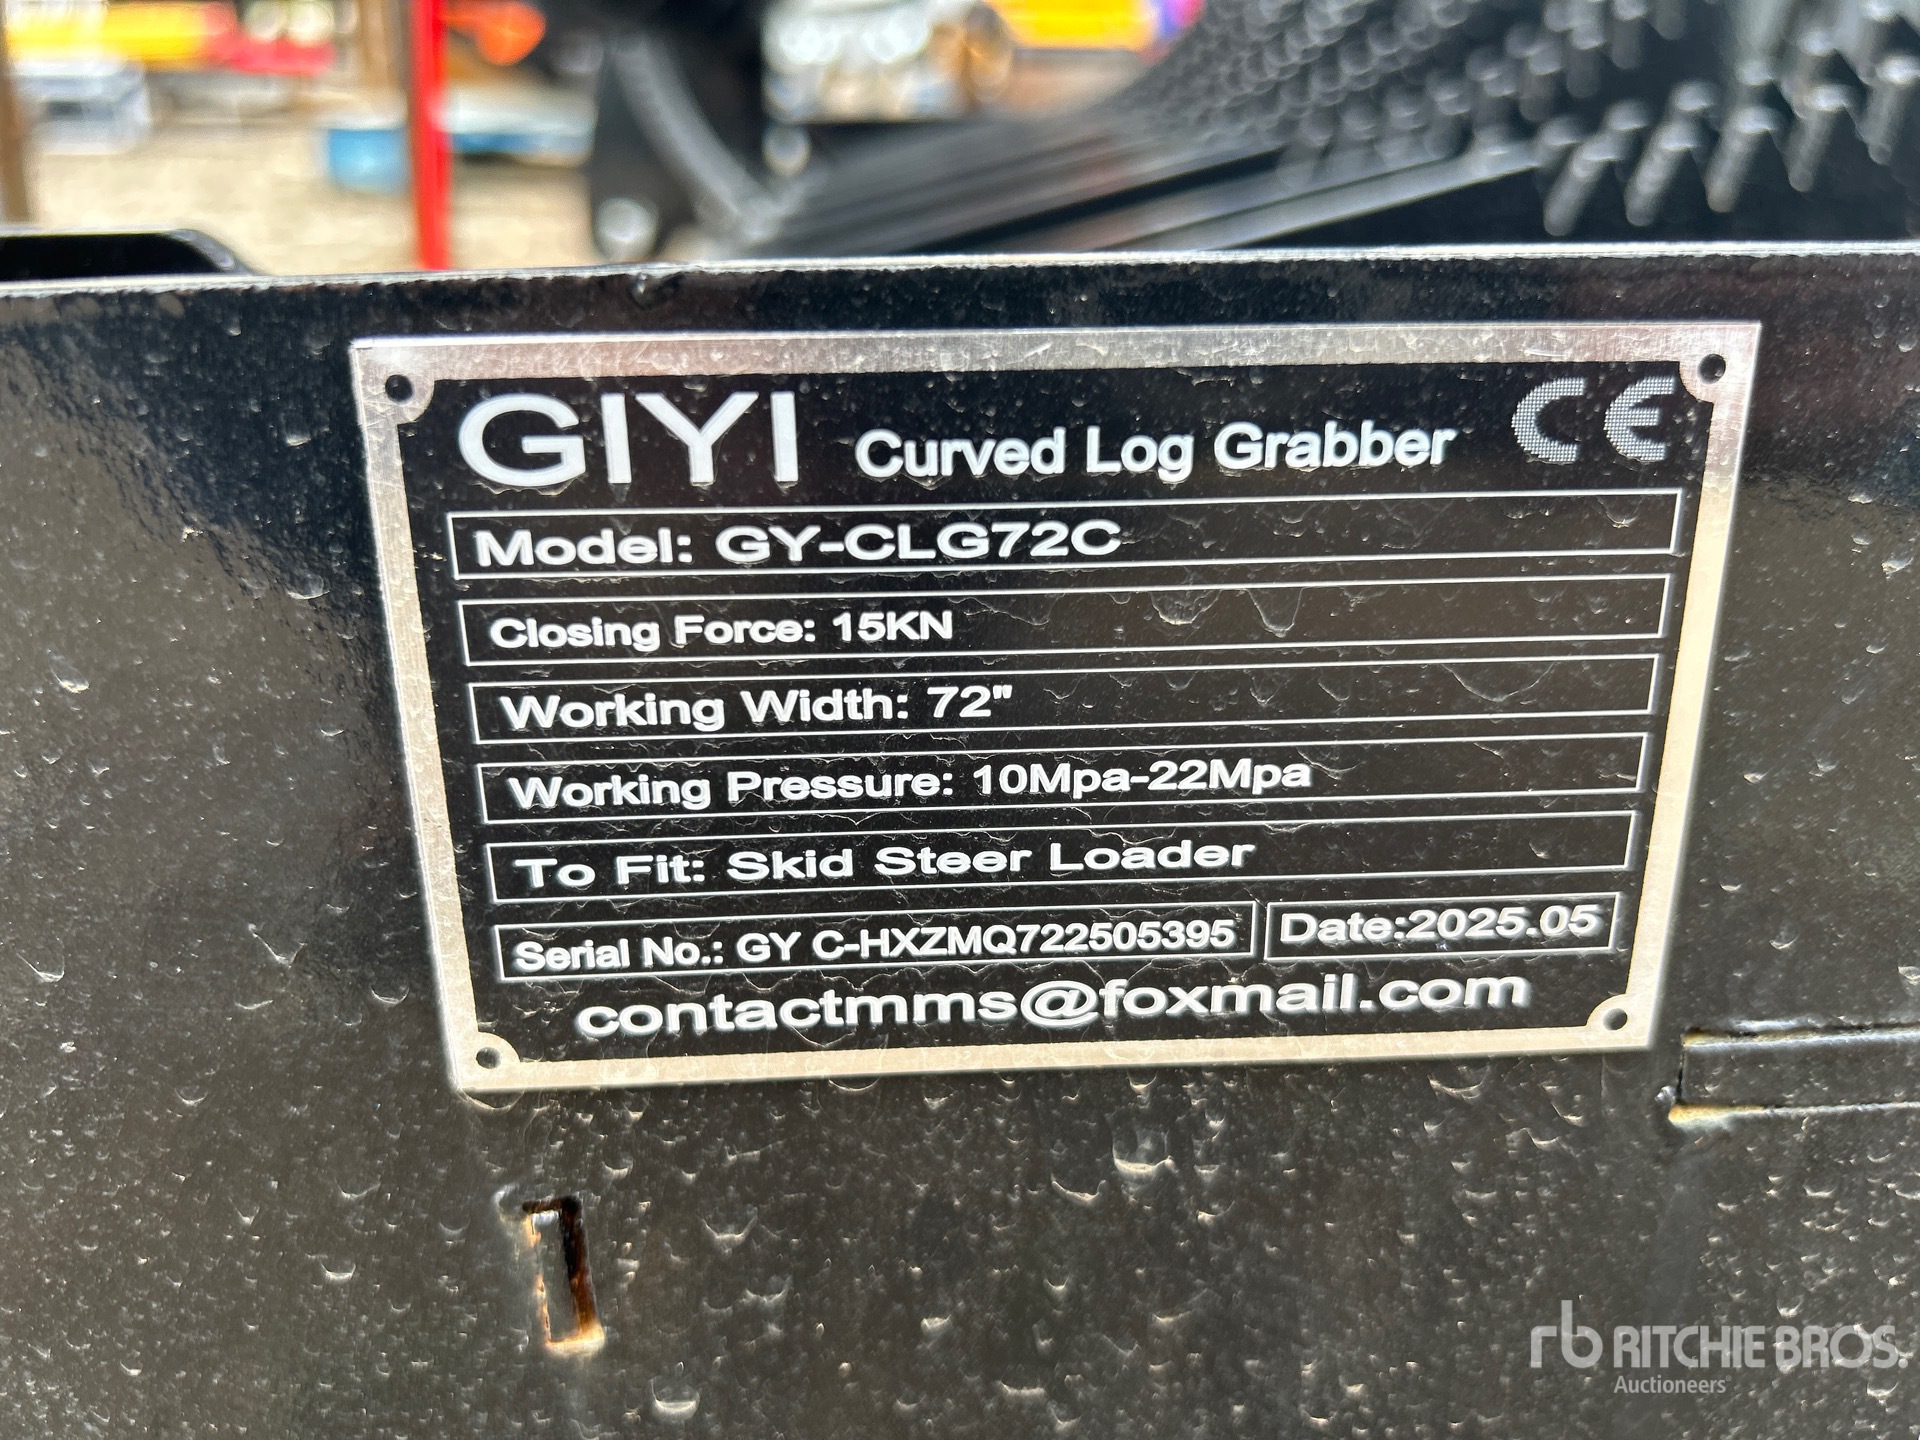 GIYI Curved Log Grabber CE
Model: GY-CLG72C
Closing Force: 15KN
Working Width: 72"
Working Pressure: 10Mpa-22Mpa
To Fit: Skid Steer Loader
Serial No.: GY C-HXZMQ722505395 Date:2025.05
contactmms@foxmail.com
rb RITCHIE BROS.
Auctioneers